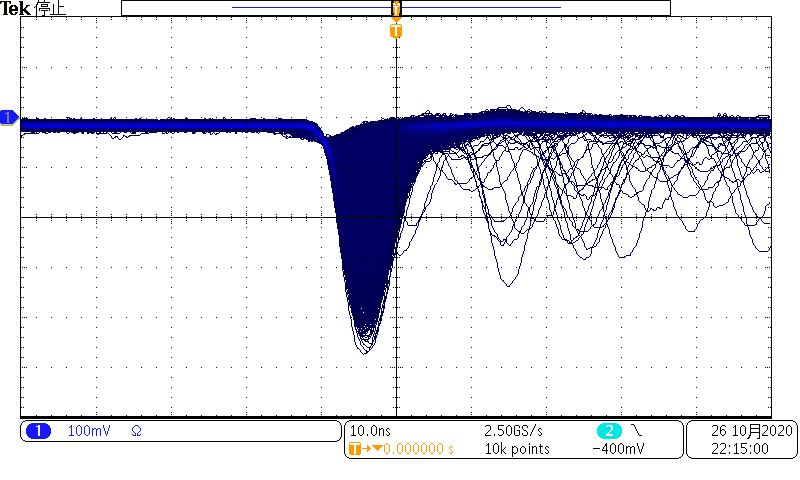 Tek 停止
T
T
1
1 100mV Ω
10.0ns 2.50GS/s 2 ㄟ
T→▼0.000000 s 10k points −400mV
26 10月2020
22:15:00